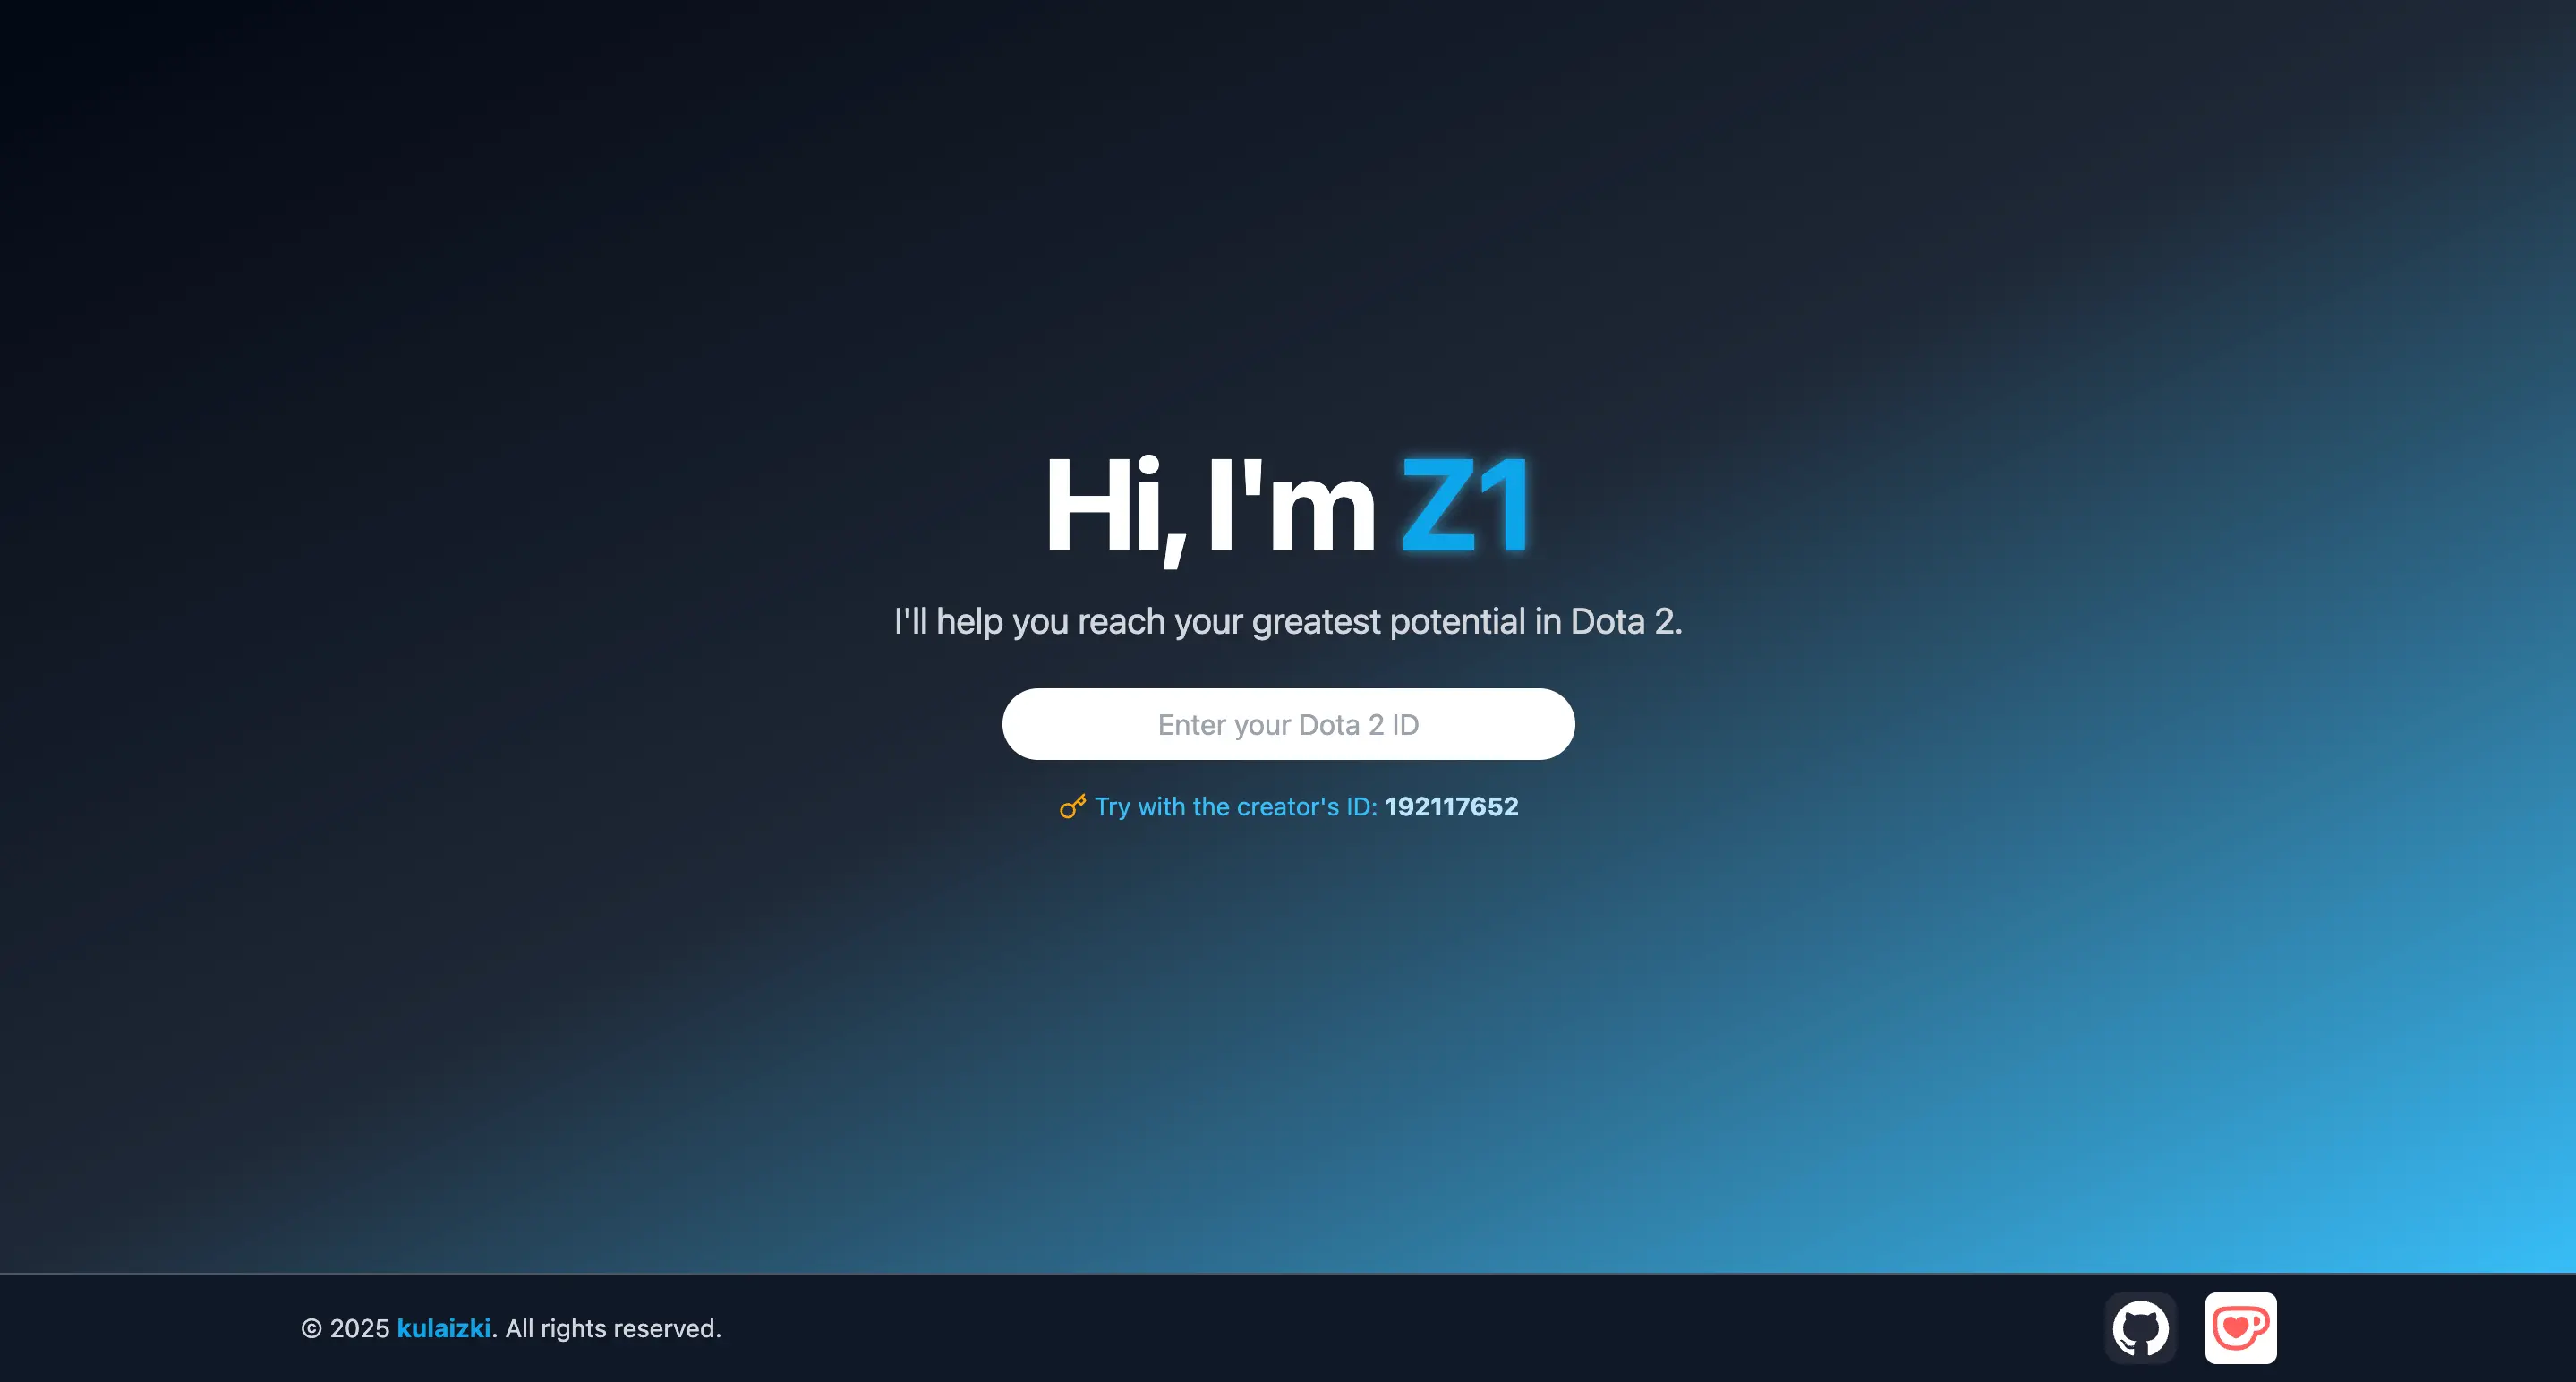 Hi, I'm Z1
I'll help you reach your greatest potential in Dota 2.
Enter your Dota 2 ID
Try with the creator's ID: 192117652
© 2025 kulaizki. All rights reserved.